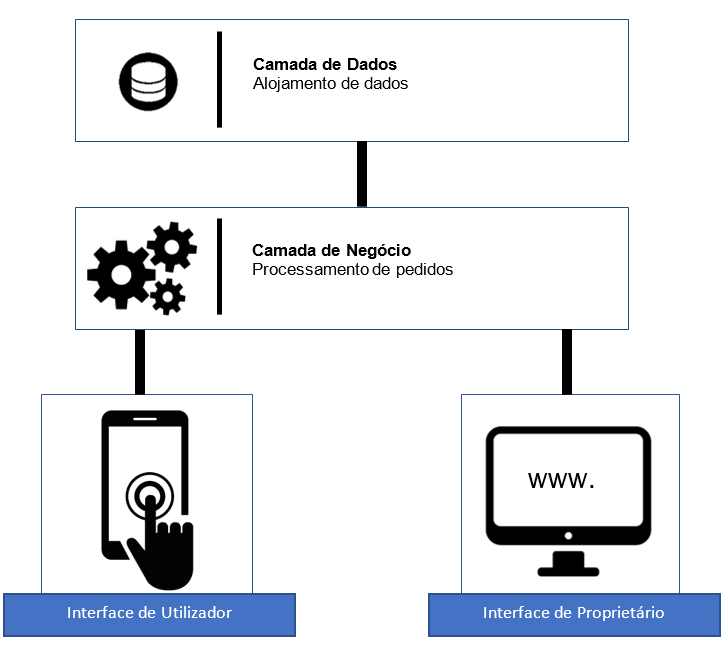 Camada de Dados
Alojamento de dados
Camada de Negócio
Processamento de pedidos
www.
Interface de Utilizador
Interface de Proprietário